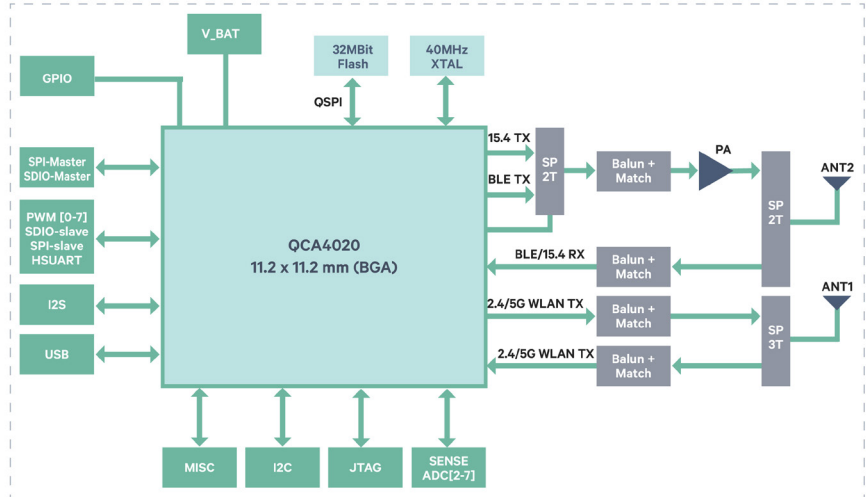 V_BAT
GPIO
32MBit
Flash
40MHz
XTAL
QSPI
SPI-Master
SDIO-Master
PWM [0-7]
SDIO-slave
SPI-slave
HSUART
I2S
USB
QCA4020
11.2 x 11.2 mm (BGA)
15.4 TX
BLE TX
SP
2T
Balun +
Match
PA
SP
2T
ANT2
BLE/15.4 RX
Balun +
Match
2.4/5G WLAN TX
Balun +
Match
SP
3T
ANT1
2.4/5G WLAN TX
Balun +
Match
MISC
I2C
JTAG
SENSE
ADC[2-7]